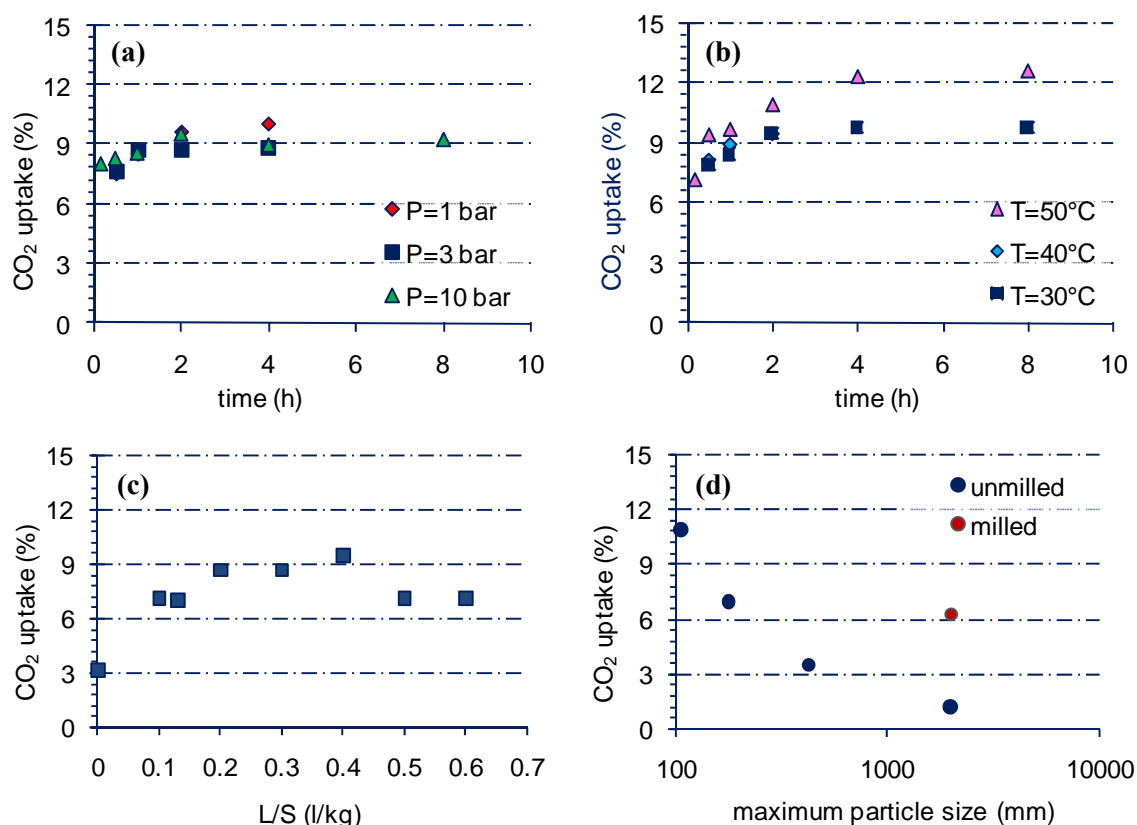 (a)
CO₂ uptake (%)
15
12
9
6
3
0
P=1 bar
P=3 bar
P=10 bar
0 2 4 6 8 10
time (h)
(b)
CO₂ uptake (%)
15
12
9
6
3
0
T=50°C
T=40°C
T=30°C
0 2 4 6 8 10
time (h)
(c)
CO₂ uptake (%)
15
12
9
6
3
0
0 0.1 0.2 0.3 0.4 0.5 0.6 0.7
L/S (l/kg)
(d)
CO₂ uptake (%)
15
12
9
6
3
0
unmilled
milled
100 1000 10000
maximum particle size (mm)